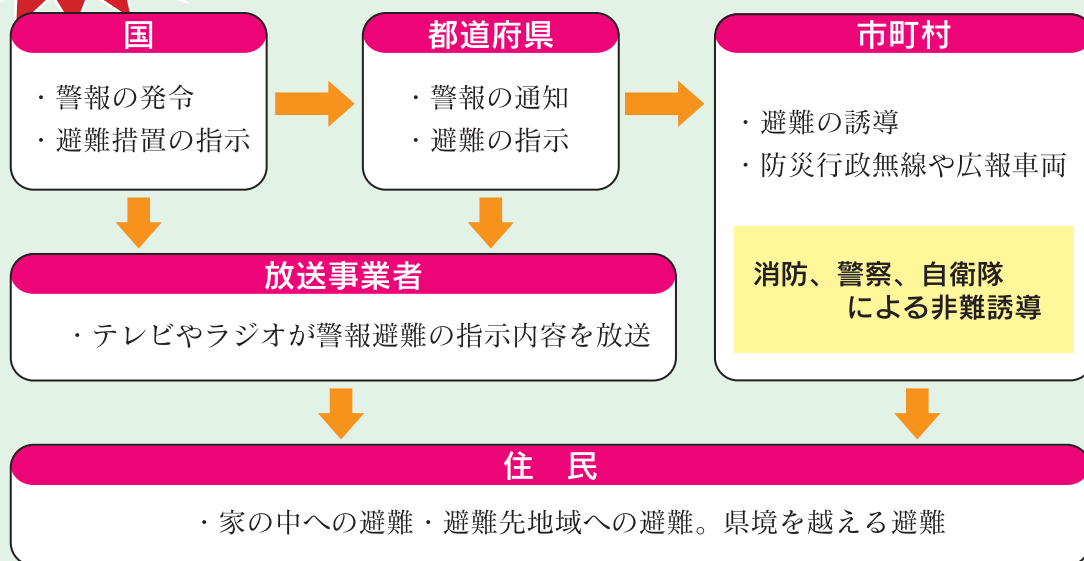 国
・警報の発令
・避難措置の指示
都道府県
・警報の通知
・避難の指示
市町村
・避難の誘導
・防災行政無線や広報車両
消防、警察、自衛隊
による非難誘導
放送事業者
・テレビやラジオが警報避難の指示内容を放送
住 民
・家の中への避難・避難先地域への避難。県境を越える避難